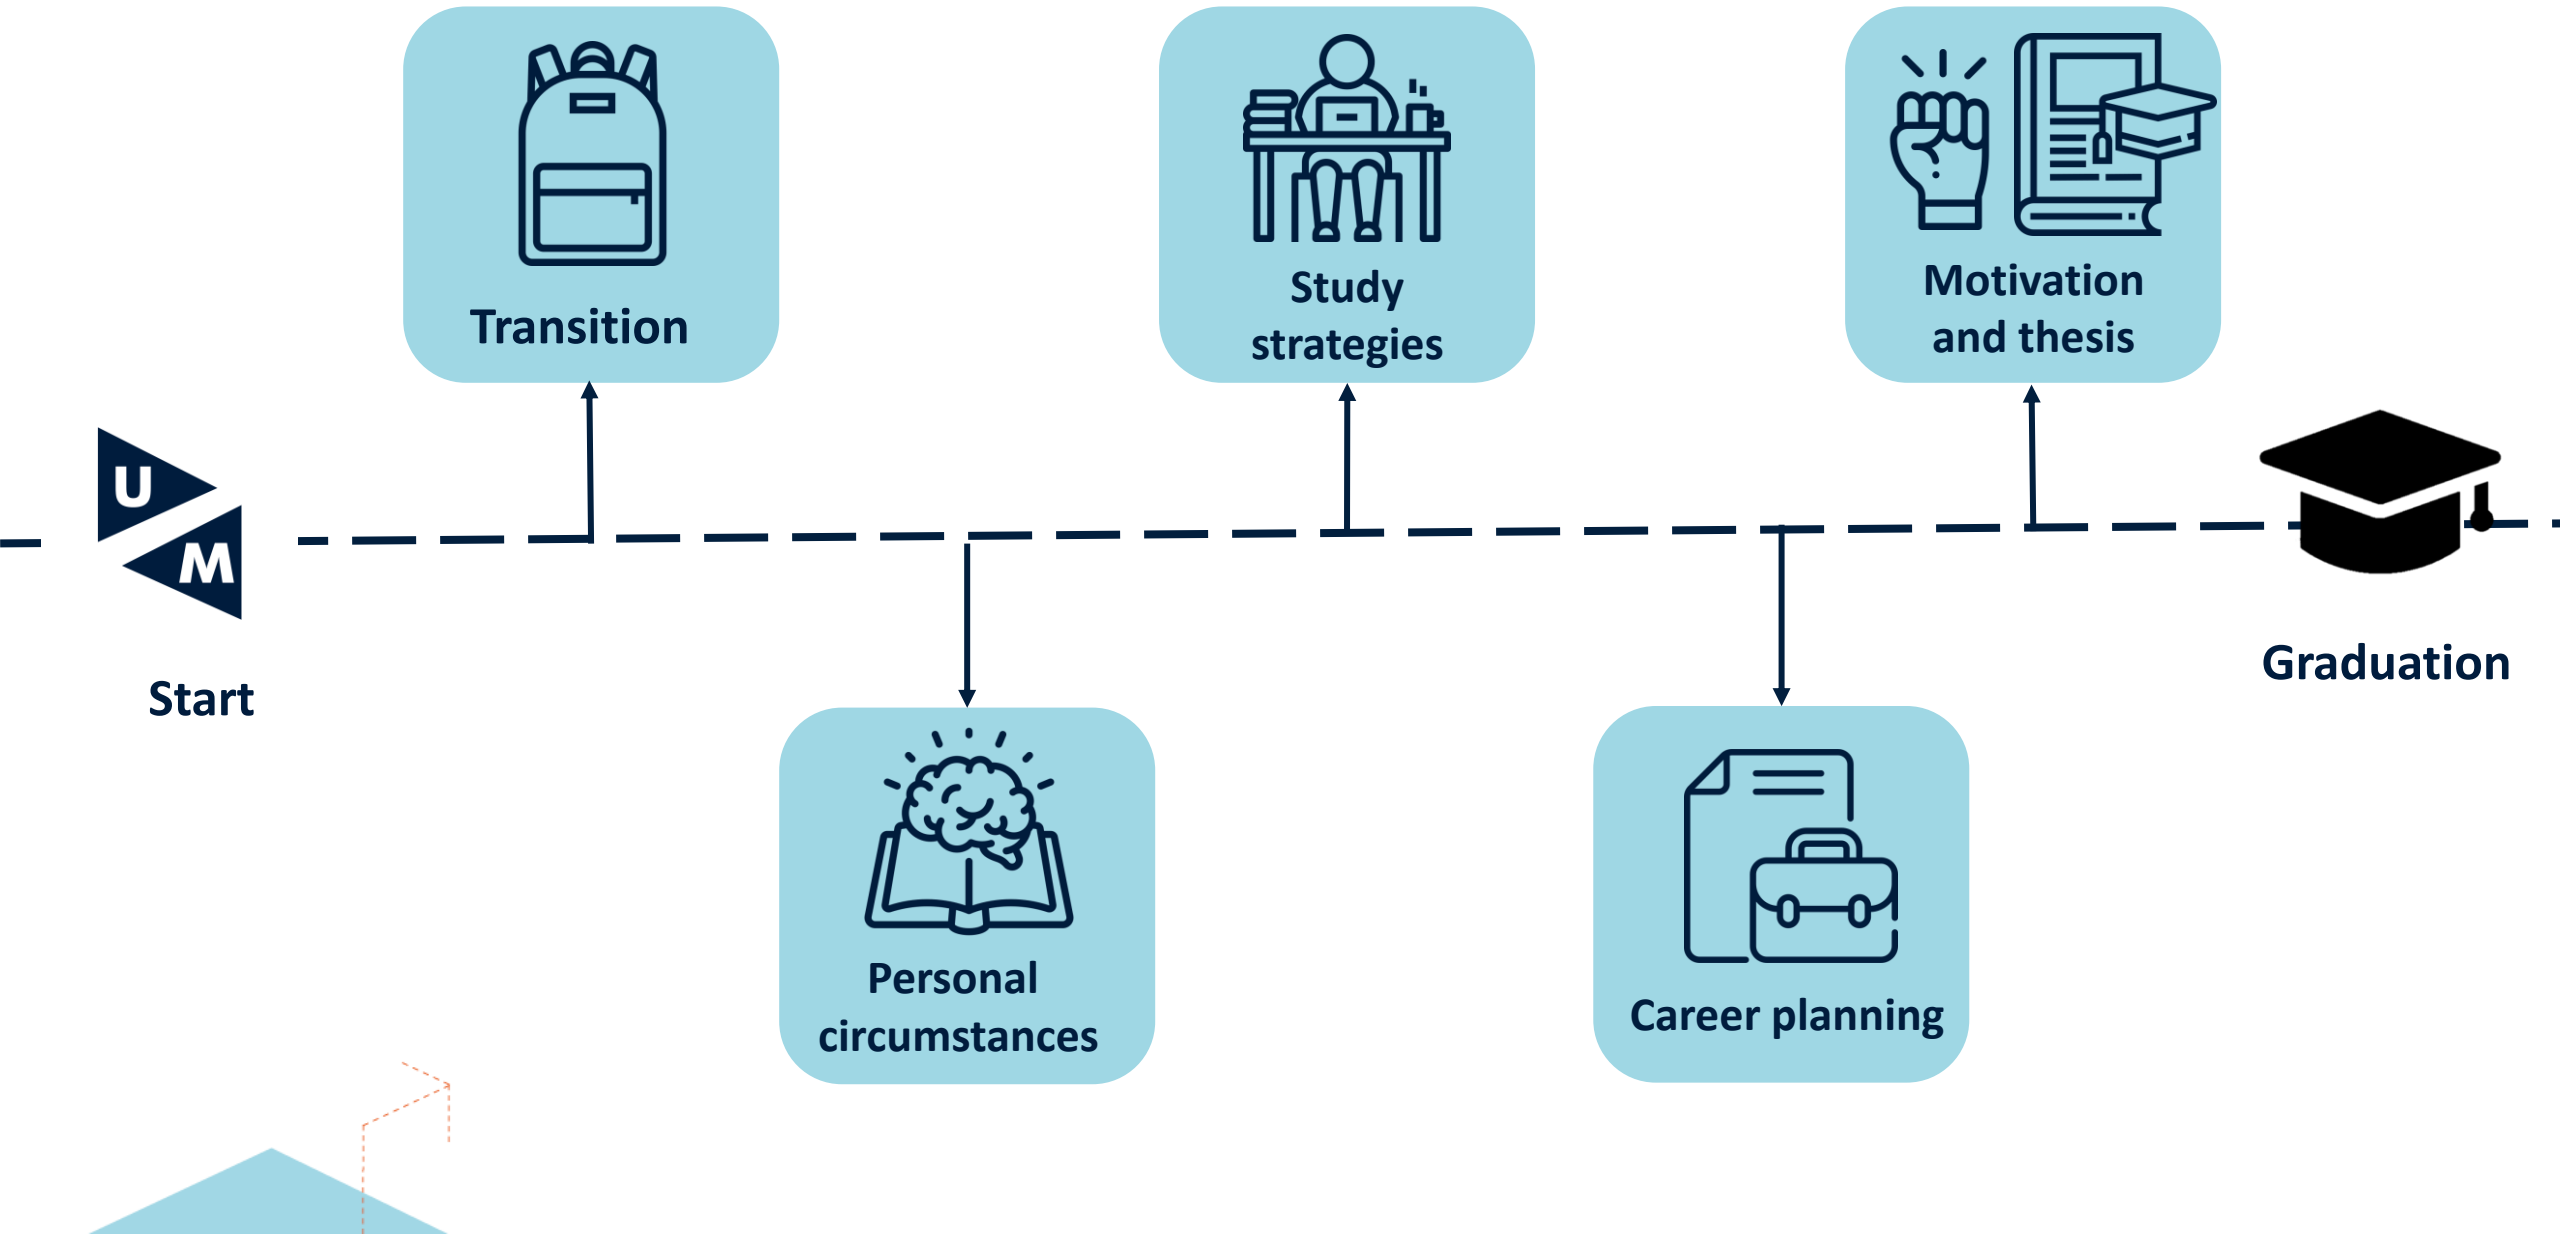 Transition
Study
strategies
Motivation
and thesis
U
M
Start
Graduation
Personal
circumstances
Career planning